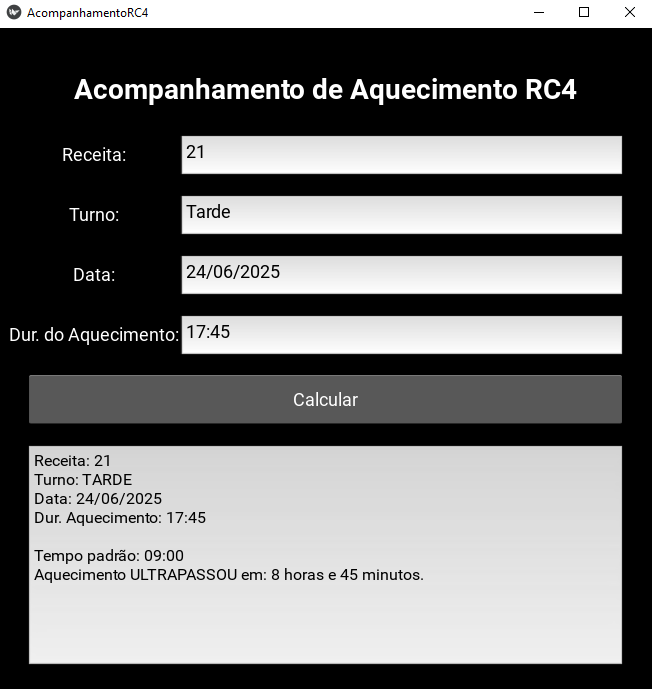 AcompanhamentoRC4
Acompanhamento de Aquecimento RC4
Receita: 21
Turno: Tarde
Data: 24/06/2025
Dur. do Aquecimento: 17:45
Calcular
Receita: 21
Turno: TARDE
Data: 24/06/2025
Dur. Aquecimento: 17:45
Tempo padrão: 09:00
Aquecimento ULTRAPASSOU em: 8 horas e 45 minutos.